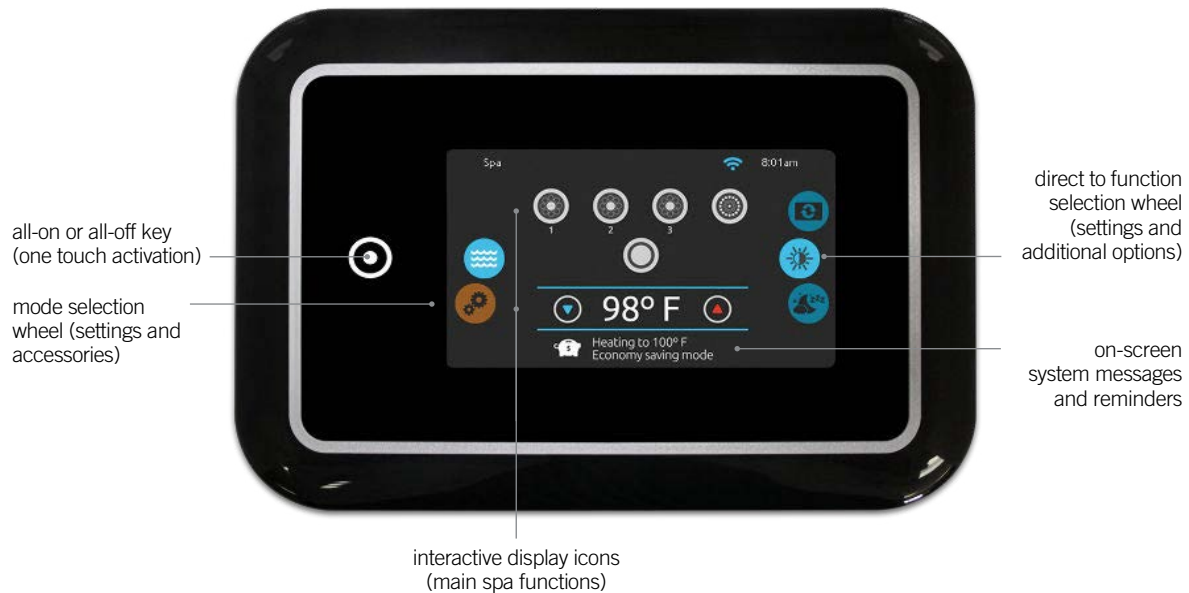 Spa
8:01am
1
2
3
98º F
$
Heating to 100º F
Economy saving mode
all-on or all-off key
(one touch activation)
mode selection
wheel (settings and
accessories)
direct to function
selection wheel
(settings and
additional options)
on-screen
system messages
and reminders
interactive display icons
(main spa functions)